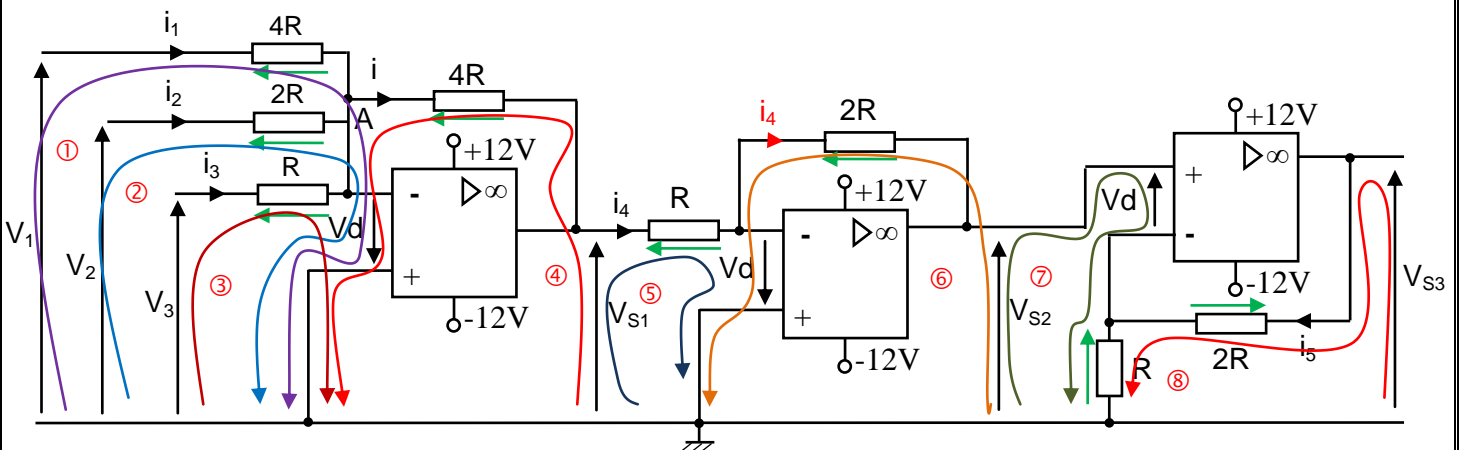 i1 4R
i2 2R
i3 R
A
i 4R
+12V
- ▷∞
+
-12V
Vd
V1
V2
V3
①
②
③
④
i4 R
VS1
⑤
Vd
i4 2R
+12V
- ▷∞
+
-12V
⑥
VS2
⑦
Vd
+12V
▷∞
+
-
-12V
VS3
2R
i5
R
⑧